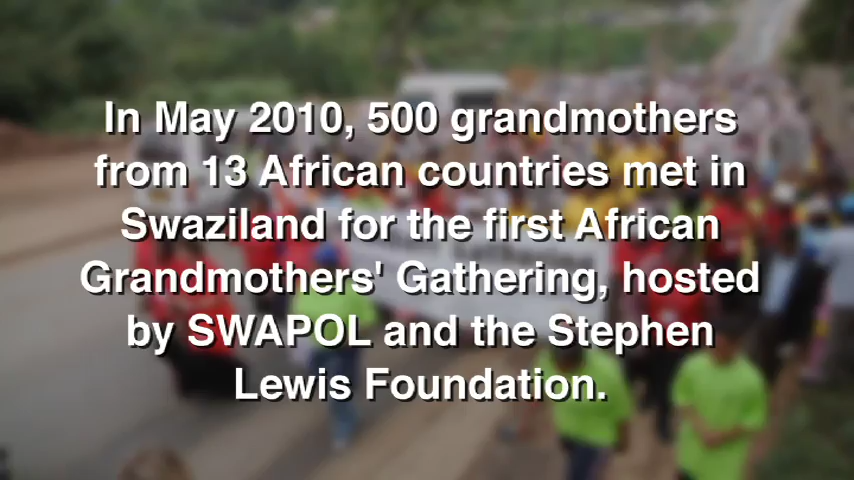 In May 2010, 500 grandmothers
from 13 African countries met in
Swaziland for the first African
Grandmothers' Gathering, hosted
by SWAPOL and the Stephen
Lewis Foundation.